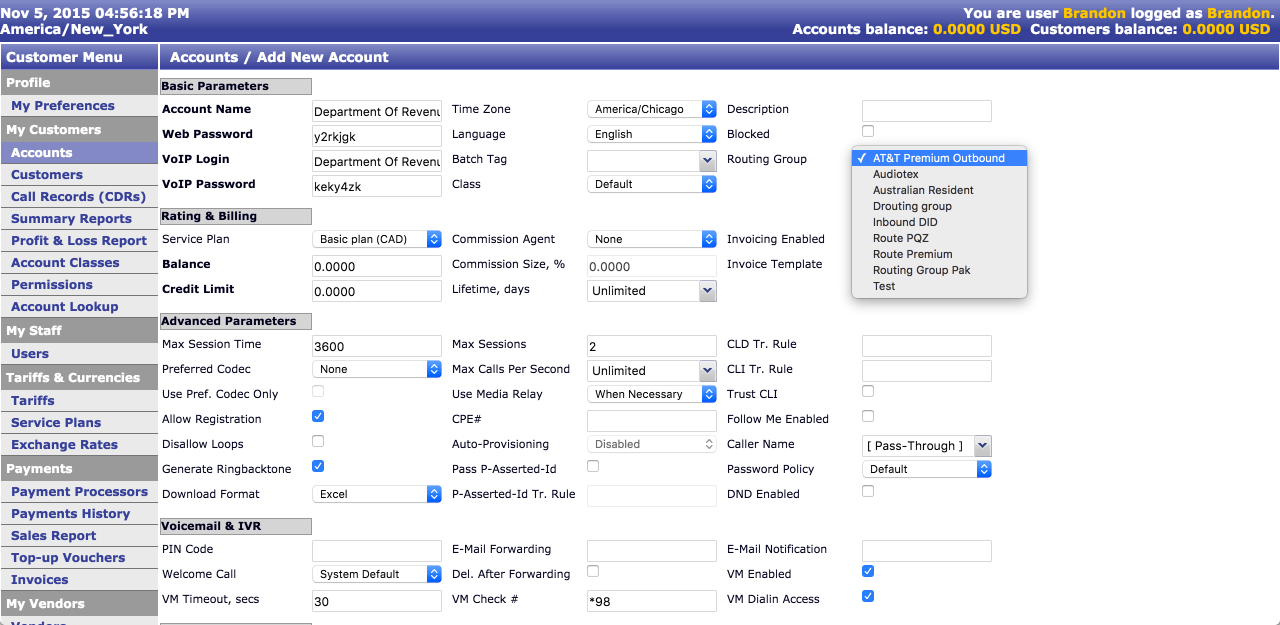 Nov 5, 2015 04:56:18 PM
America/New_York
You are user Brandon logged as Brandon.
Accounts balance: 0.0000 USD Customers balance: 0.0000 USD
Customer Menu
Profile
My Preferences
My Customers
Accounts
Customers
Call Records (CDRs)
Summary Reports
Profit & Loss Report
Account Classes
Permissions
Account Lookup
My Staff
Users
Tariffs & Currencies
Tariffs
Service Plans
Exchange Rates
Payments
Payment Processors
Payments History
Sales Report
Top-up Vouchers
Invoices
My Vendors
Vendors
Accounts / Add New Account
Basic Parameters
Account Name Department Of Revenu Time Zone America/Chicago Description
Web Password y2rkjgk Language English Blocked
VoIP Login Department Of Revenu Batch Tag Routing Group
VoIP Password keky4zk Class Default
✓ AT&T Premium Outbound
Audiotex
Australian Resident
Drouting group
Inbound DID
Route PQZ
Route Premium
Routing Group Pak
Test
Rating & Billing
Service Plan Basic plan (CAD) Commission Agent None Invoicing Enabled
Balance 0.0000 Commission Size, % 0.0000 Invoice Template
Credit Limit 0.0000 Lifetime, days Unlimited
Advanced Parameters
Max Session Time 3600 Max Sessions 2 CLD Tr. Rule
Preferred Codec None Max Calls Per Second Unlimited CLI Tr. Rule
Use Pref. Codec Only Use Media Relay When Necessary Trust CLI
Allow Registration CPE# Follow Me Enabled
Disallow Loops Auto-Provisioning Disabled Caller Name [ Pass-Through ]
Generate Ringbacktone Pass P-Asserted-Id Password Policy Default
Download Format Excel P-Asserted-Id Tr. Rule DND Enabled
Voicemail & IVR
PIN Code E-Mail Forwarding E-Mail Notification
Welcome Call System Default Del. After Forwarding VM Enabled
VM Timeout, secs 30 VM Check # *98 VM Dialin Access